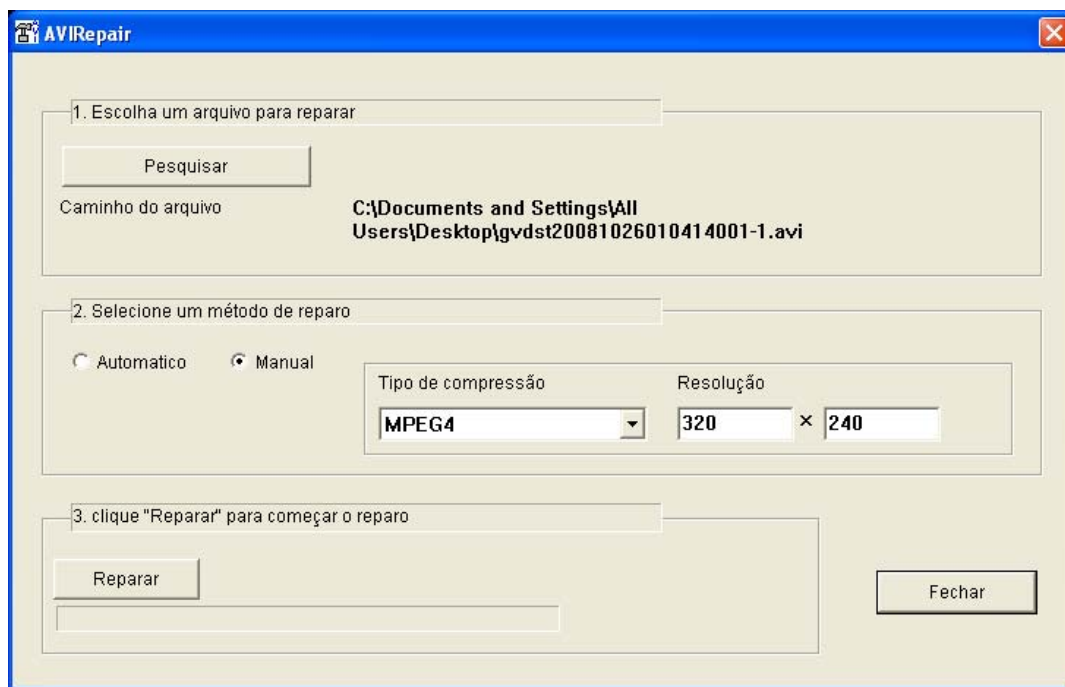 AVIRepair
1. Escolha um arquivo para reparar
Pesquisar
Caminho do arquivo
C:\Documents and Settings\All
Users\Desktop\gvdst20081026010414001-1.avi
2. Selecione um método de reparo
Automatico Manual
Tipo de compressão Resolução
MPEG4 320 × 240
3. clique "Reparar" para começar o reparo
Reparar
Fechar